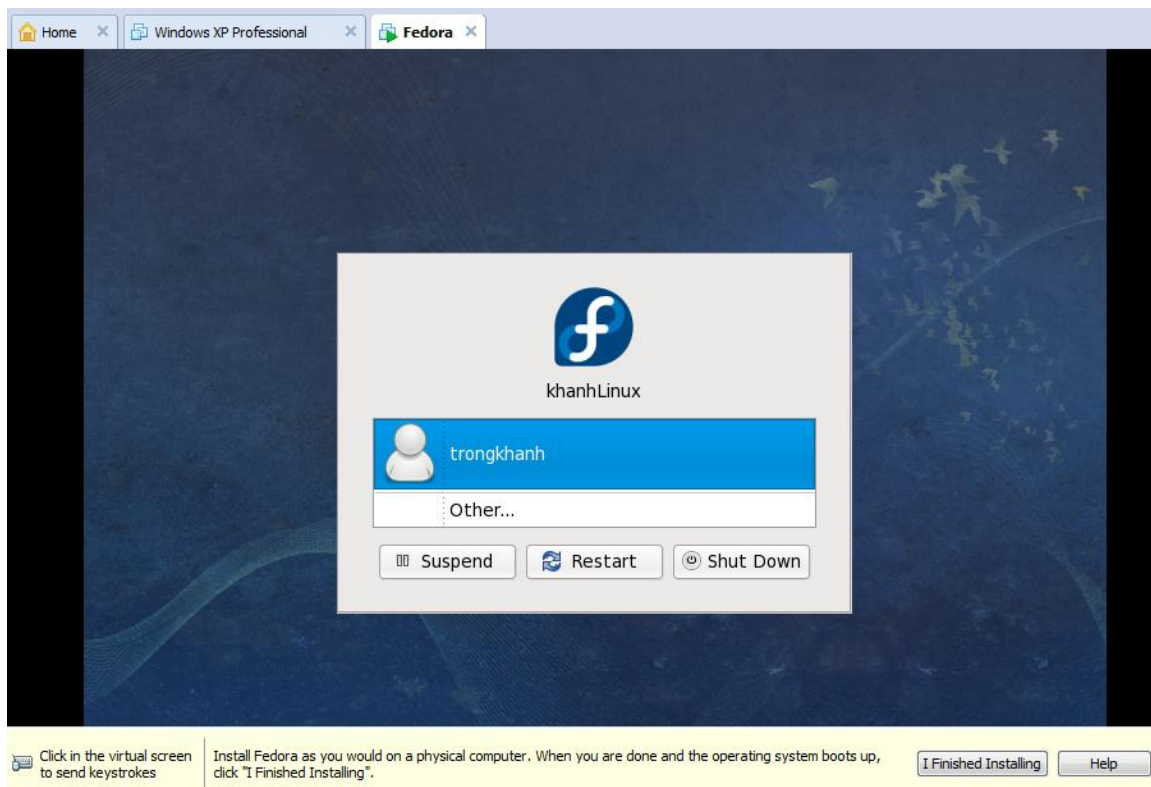 Home
Windows XP Professional
Fedora
khanhLinux
trongkhanh
Other...
Suspend
Restart
Shut Down
Click in the virtual screen
to send keystrokes
Install Fedora as you would on a physical computer. When you are done and the operating system boots up,
click "I Finished Installing".
I Finished Installing
Help